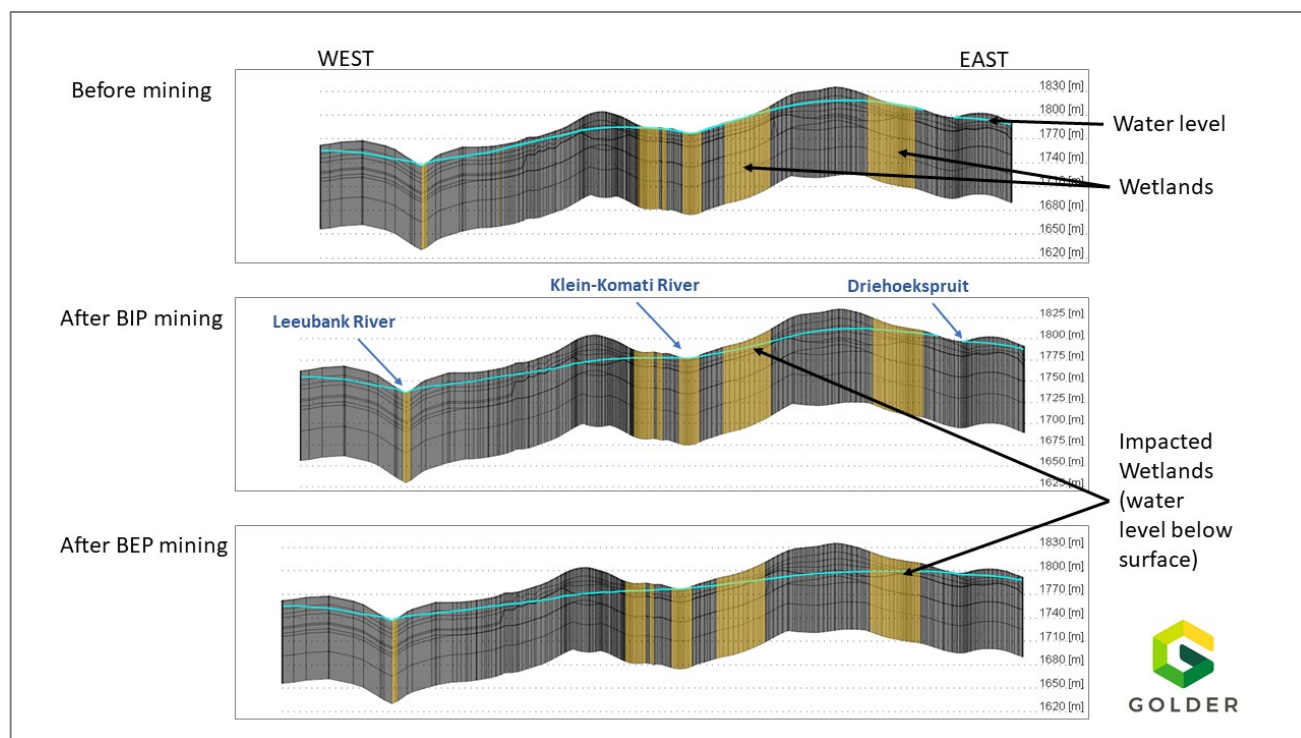 WEST
EAST
Before mining
1830 [m]
1800 [m]
1770 [m]
1740 [m]
1710 [m]
1680 [m]
1650 [m]
1620 [m]
Water level
Wetlands
After BIP mining
Leeubank River
Klein-Komati River
Driehoekspruit
1825 [m]
1800 [m]
1775 [m]
1750 [m]
1725 [m]
1700 [m]
1675 [m]
1650 [m]
1625 [m]
Impacted
Wetlands
(water
level below
surface)
After BEP mining
1830 [m]
1800 [m]
1770 [m]
1740 [m]
1710 [m]
1680 [m]
1650 [m]
1620 [m]
GOLDER